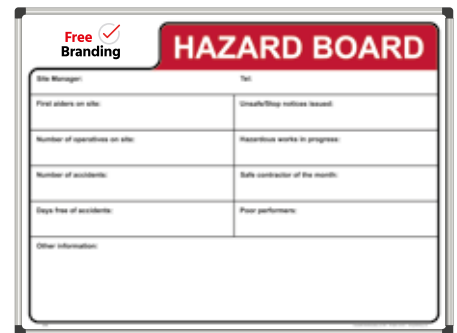 Free
Branding
HAZARD BOARD
Site Manager:
Tel:
First aiders on site:
Unsafe/Stop notices issued:
Number of operatives on site:
Hazardous works in progress:
Number of accidents:
Safe contractor of the month:
Days free of accidents:
Poor performers:
Other information: